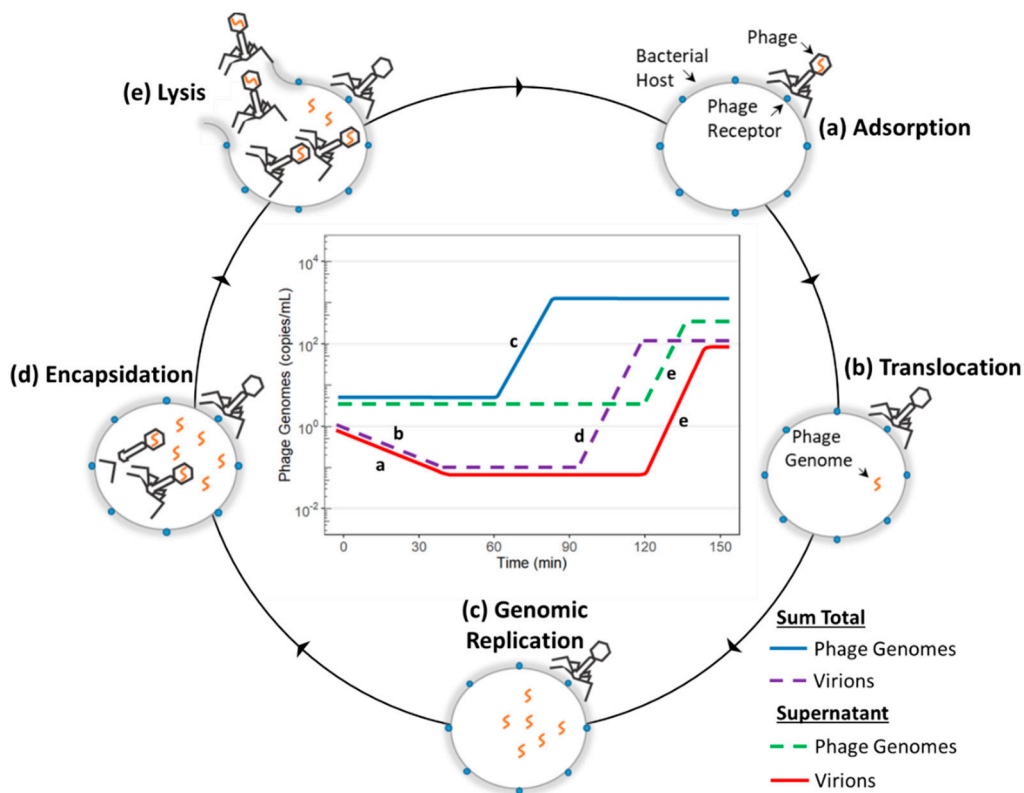 Phage
Bacterial
Host
(e) Lysis
Phage
Receptor
(a) Adsorption
Phage Genomes (copies/mL)
10⁴
10²
10⁰
10⁻²
c
e
b
d
e
a
0 30 60 90 120 150
Time (min)
(d) Encapsidation
(b) Translocation
Phage
Genome
(c) Genomic
Replication
Sum Total
Phage Genomes
Virions
Supernatant
Phage Genomes
Virions